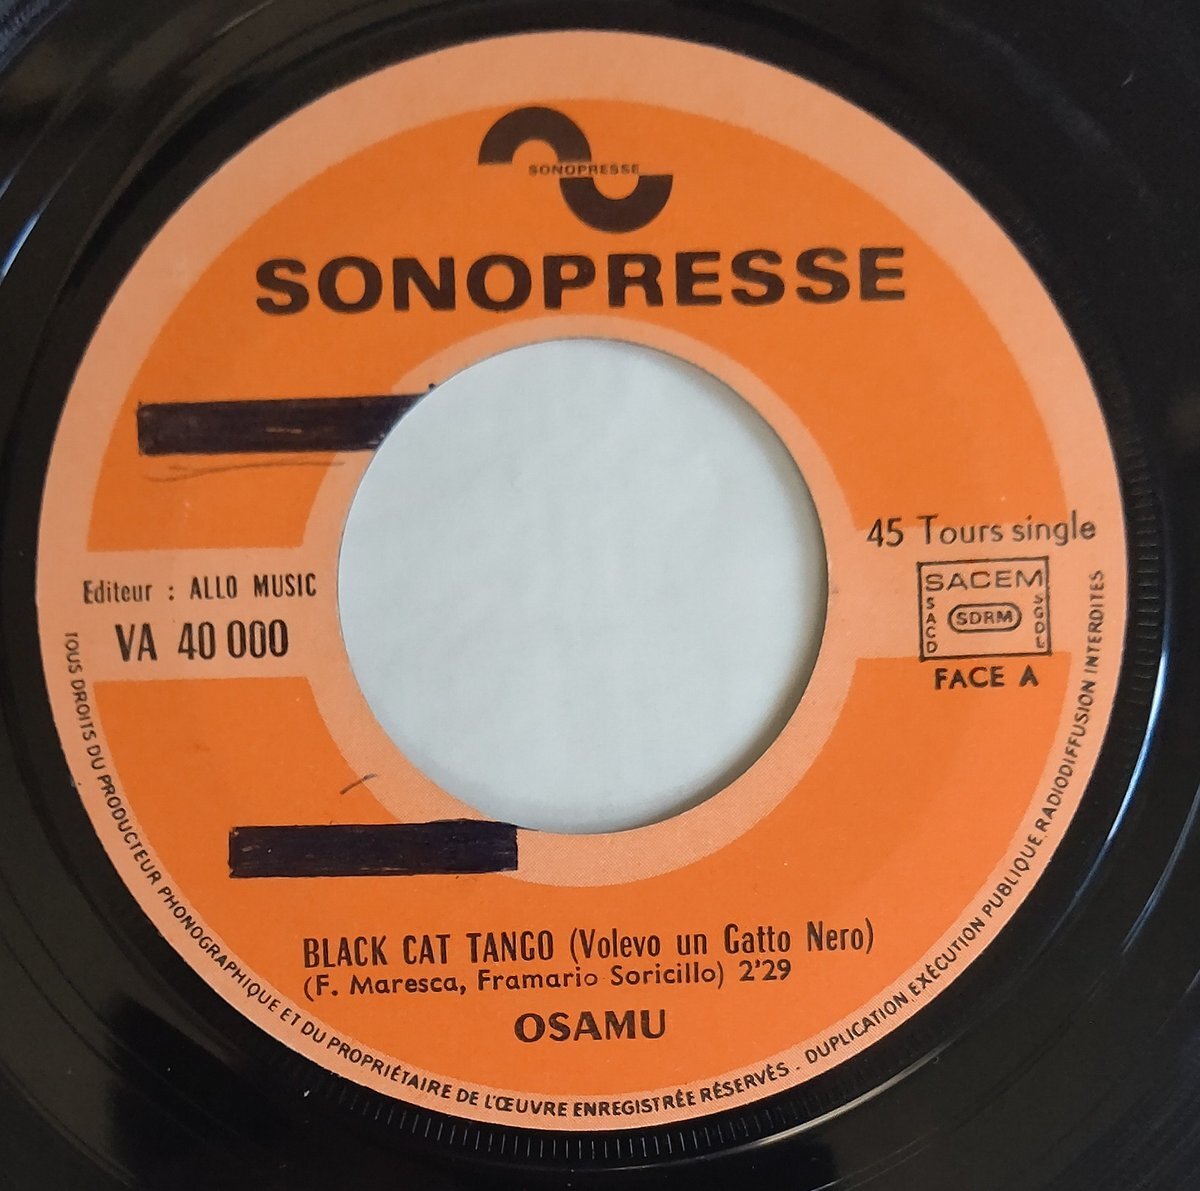 SONOPRESSE
SONOPRESSE
45 Tours single
Editeur : ALLO MUSIC
VA 40 000
SACEM
SACD
SDRM
SGDL
FACE A
BLACK CAT TANGO (Volevo un Gatto Nero)
(F. Maresca, Framario Soricillo) 2'29
OSAMU
TOUS DROITS DU PRODUCTEUR PHONOGRAPHIQUE ET DU PROPRIÉTAIRE DE L'ŒUVRE ENREGISTRÉE RÉSERVÉS - DUPLICATION EXÉCUTION PUBLIQUE RADIODIFFUSION INTERDITES